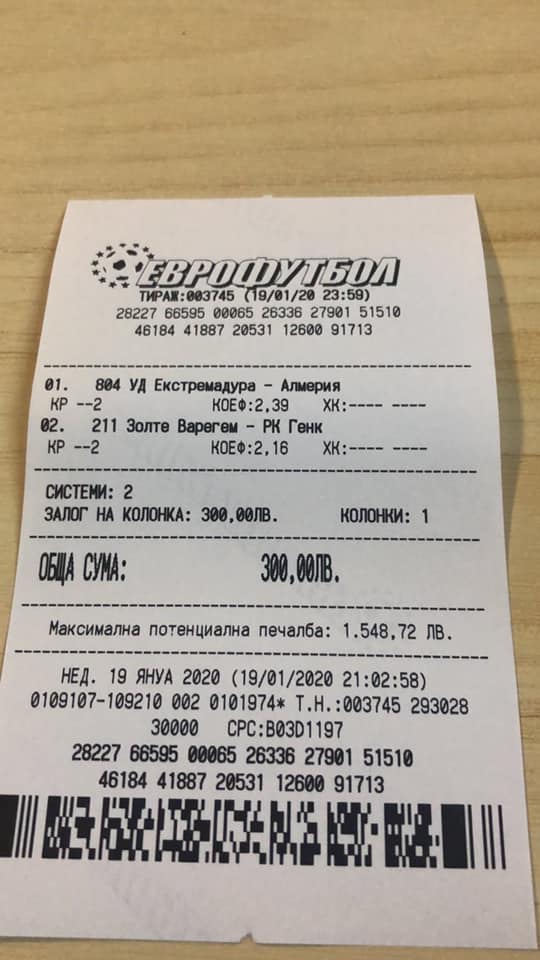 ЕВРОФУТБОЛ
ТИРАЖ:003745 (19/01/20 23:59)
28227 66595 00065 26336 27901 51510
46184 41887 20531 12600 91713
01. 804 УД Екстремадура - Алмерия
КР --2 КОЕФ:2,39 ХК:---- ----
02. 211 Золте Варегем - РК Генк
КР --2 КОЕФ:2,16 ХК:---- ----
СИСТЕМИ: 2
ЗАЛОГ НА КОЛОНКА: 300,00ЛВ. КОЛОНКИ: 1
ОБЩА СУМА: 300,00ЛВ.
Максимална потенциална печалба: 1.548,72 ЛВ.
НЕД. 19 ЯНУА 2020 (19/01/2020 21:02:58)
0109107-109210 002 0101974* Т.Н.:003745 293028
30000 CPC:B03D1197
28227 66595 00065 26336 27901 51510
46184 41887 20531 12600 91713